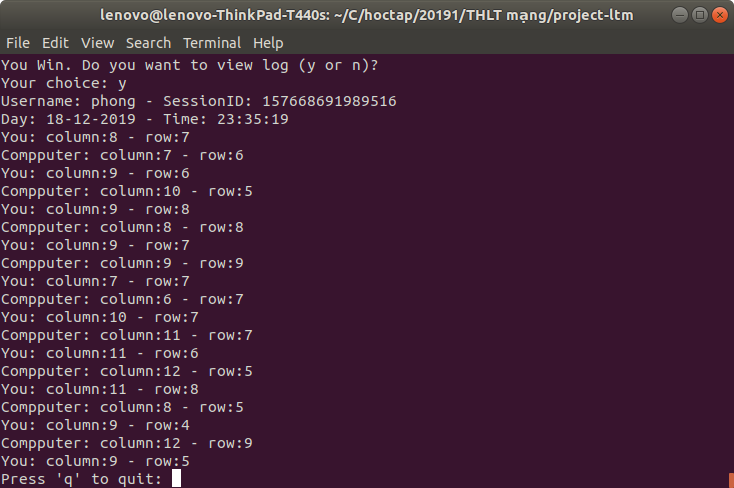 lenovo@lenovo-ThinkPad-T440s: ~/C/hoctap/20191/THLT mạng/project-ltm
File Edit View Search Terminal Help
You Win. Do you want to view log (y or n)?
Your choice: y
Username: phong - SessionID: 157668691989516
Day: 18-12-2019 - Time: 23:35:19
You: column:8 - row:7
Compputer: column:7 - row:6
You: column:9 - row:6
Compputer: column:10 - row:5
You: column:9 - row:8
Compputer: column:8 - row:8
You: column:9 - row:7
Compputer: column:9 - row:9
You: column:7 - row:7
Compputer: column:6 - row:7
You: column:10 - row:7
Compputer: column:11 - row:7
You: column:11 - row:6
Compputer: column:12 - row:5
You: column:11 - row:8
Compputer: column:8 - row:5
You: column:9 - row:4
Compputer: column:12 - row:9
You: column:9 - row:5
Press 'q' to quit: